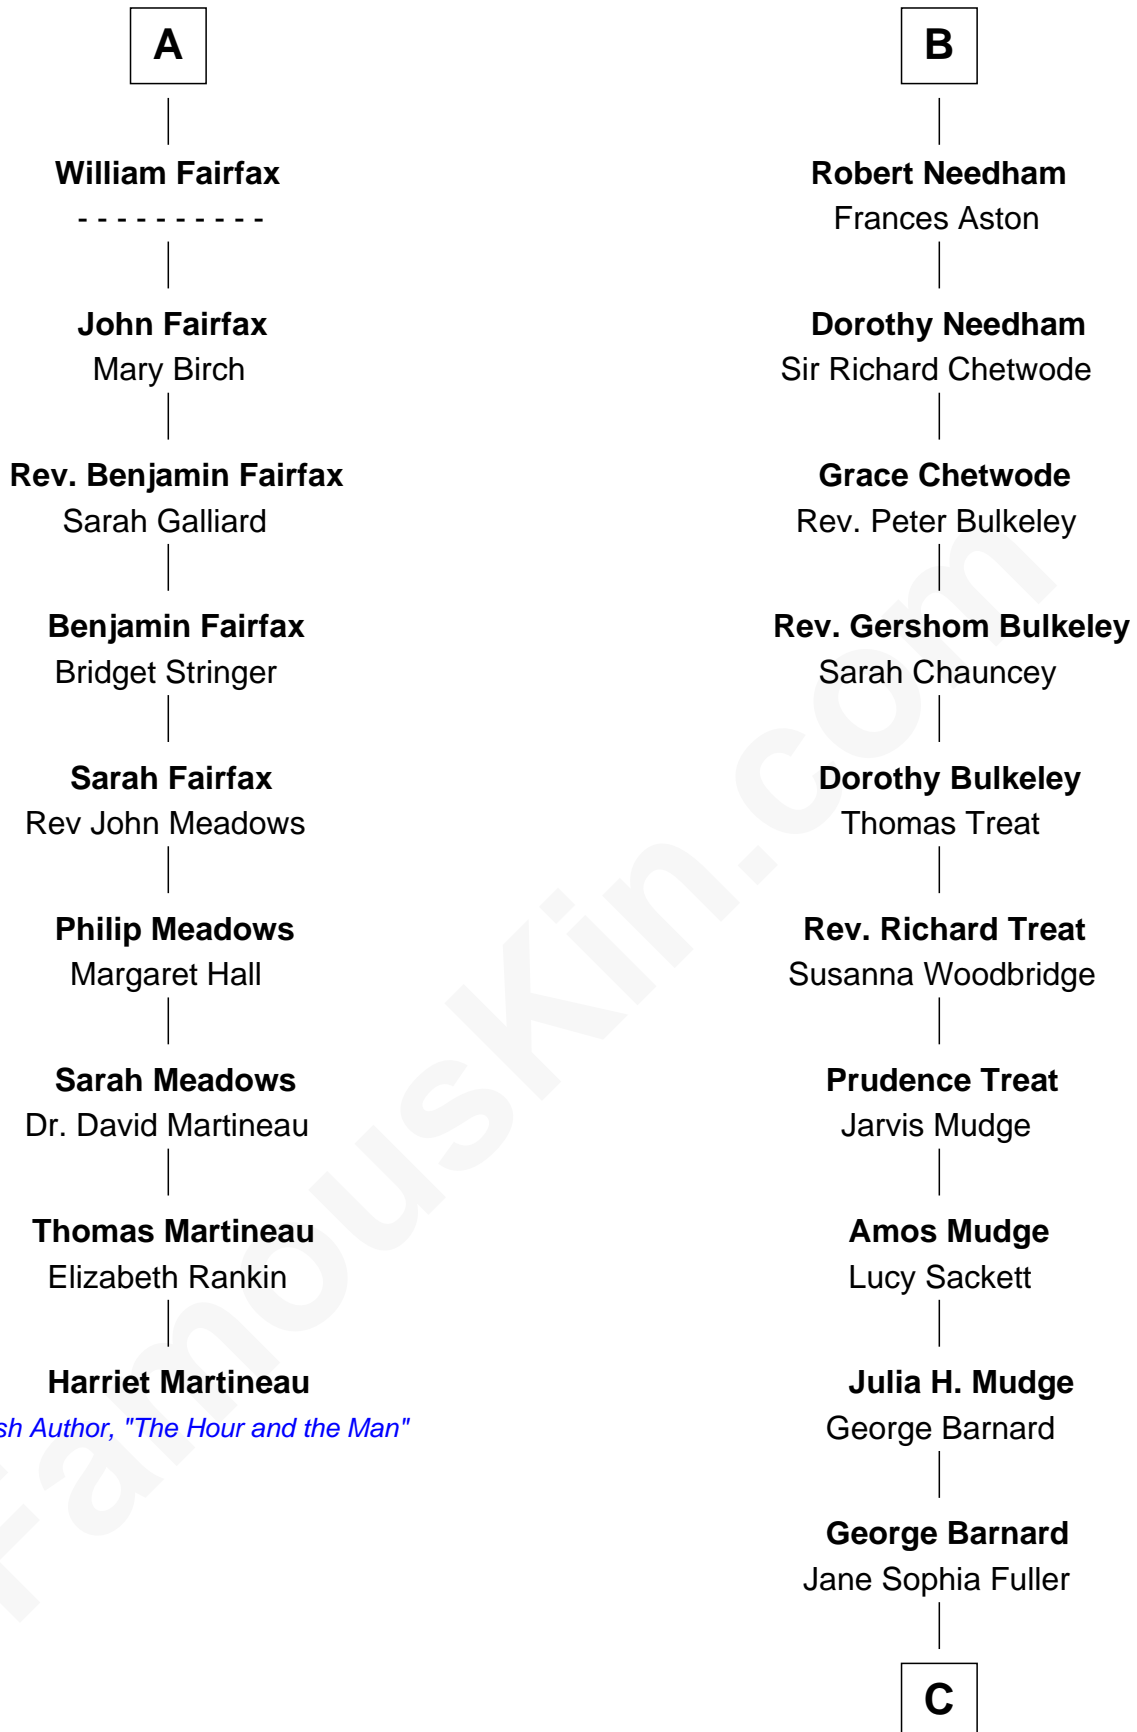 A
William Fairfax
- - - - - - - - - -
John Fairfax
Mary Birch
Rev. Benjamin Fairfax
Sarah Galliard
Benjamin Fairfax
Bridget Stringer
Sarah Fairfax
Rev John Meadows
Philip Meadows
Margaret Hall
Sarah Meadows
Dr. David Martineau
Thomas Martineau
Elizabeth Rankin
Harriet Martineau
sh Author, "The Hour and the Man"
B
Robert Needham
Frances Aston
Dorothy Needham
Sir Richard Chetwode
Grace Chetwode
Rev. Peter Bulkeley
Rev. Gershom Bulkeley
Sarah Chauncey
Dorothy Bulkeley
Thomas Treat
Rev. Richard Treat
Susanna Woodbridge
Prudence Treat
Jarvis Mudge
Amos Mudge
Lucy Sackett
Julia H. Mudge
George Barnard
George Barnard
Jane Sophia Fuller
C
FamousKin.com